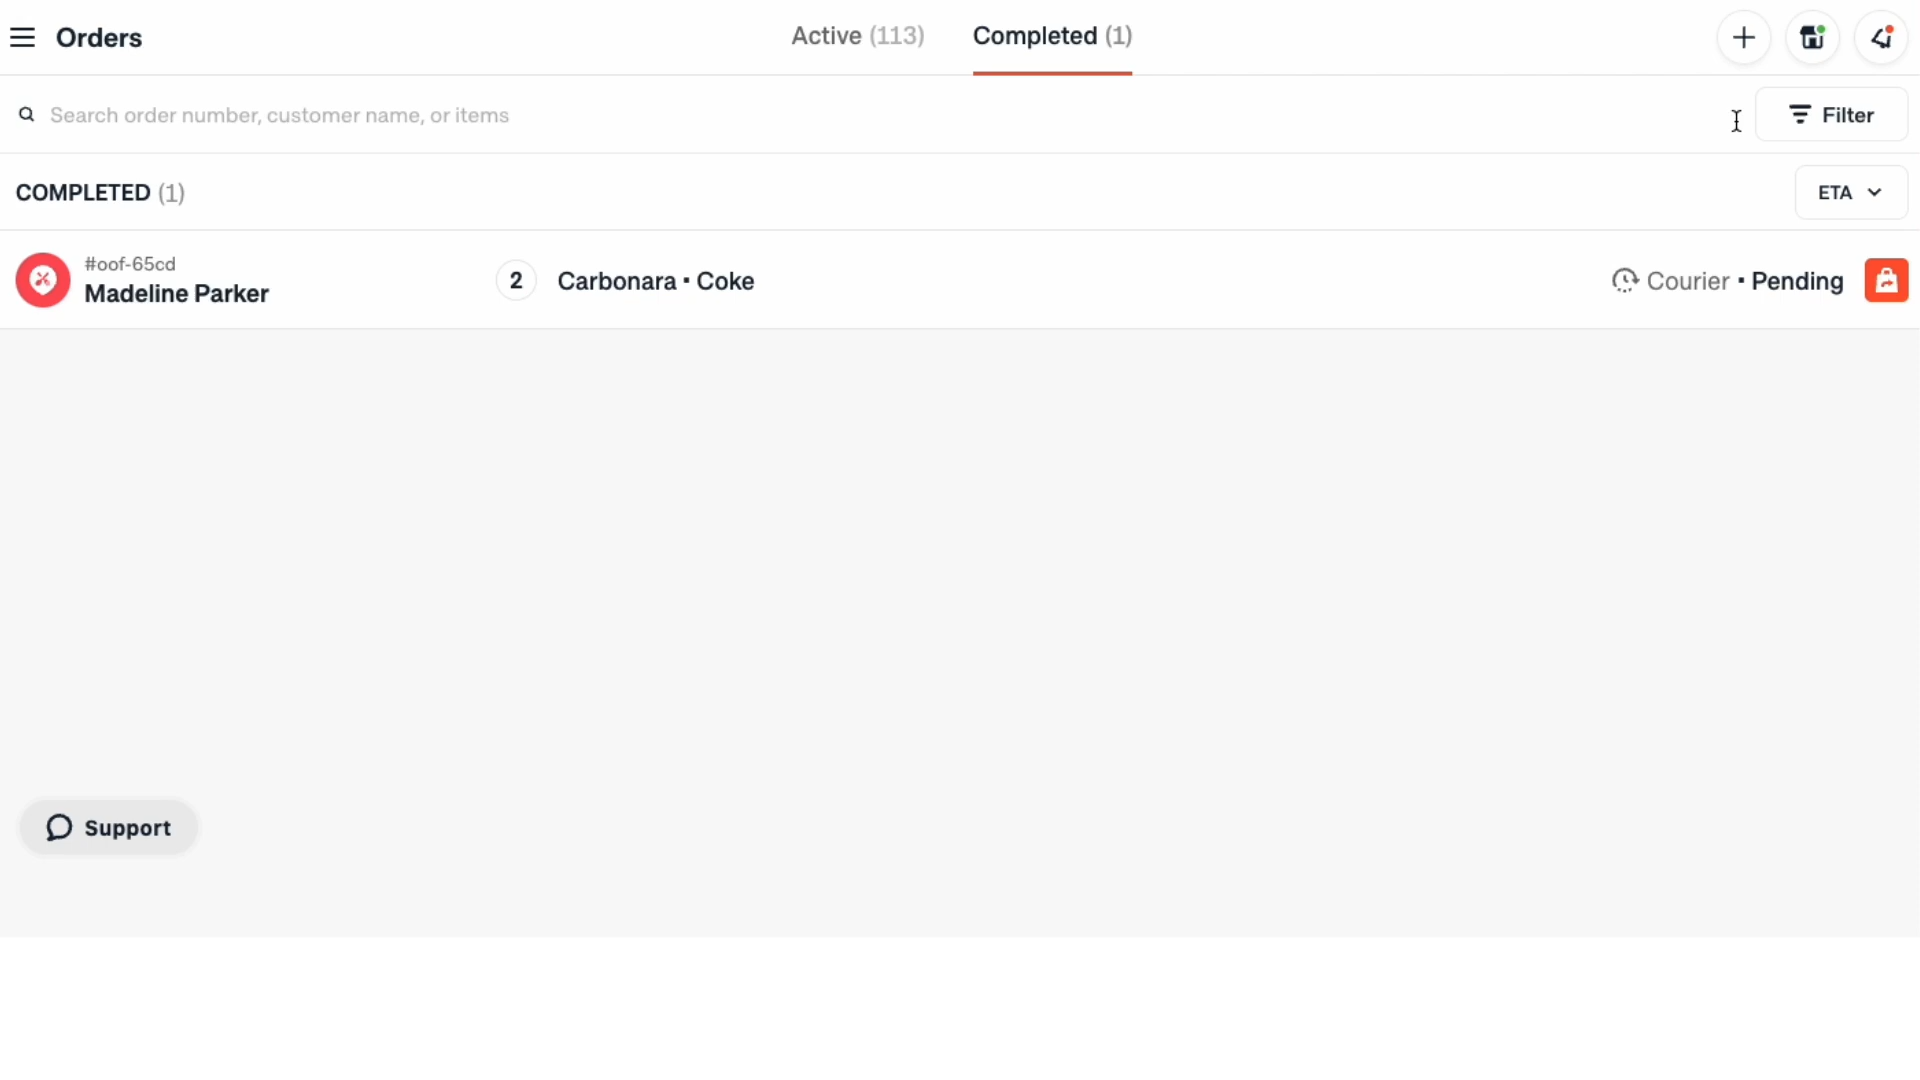 Orders
Active (113)
Completed (1)
Search order number, customer name, or items
Filter
COMPLETED (1)
ETA
#oof-65cd
Madeline Parker
2
Carbonara · Coke
Courier · Pending
Support